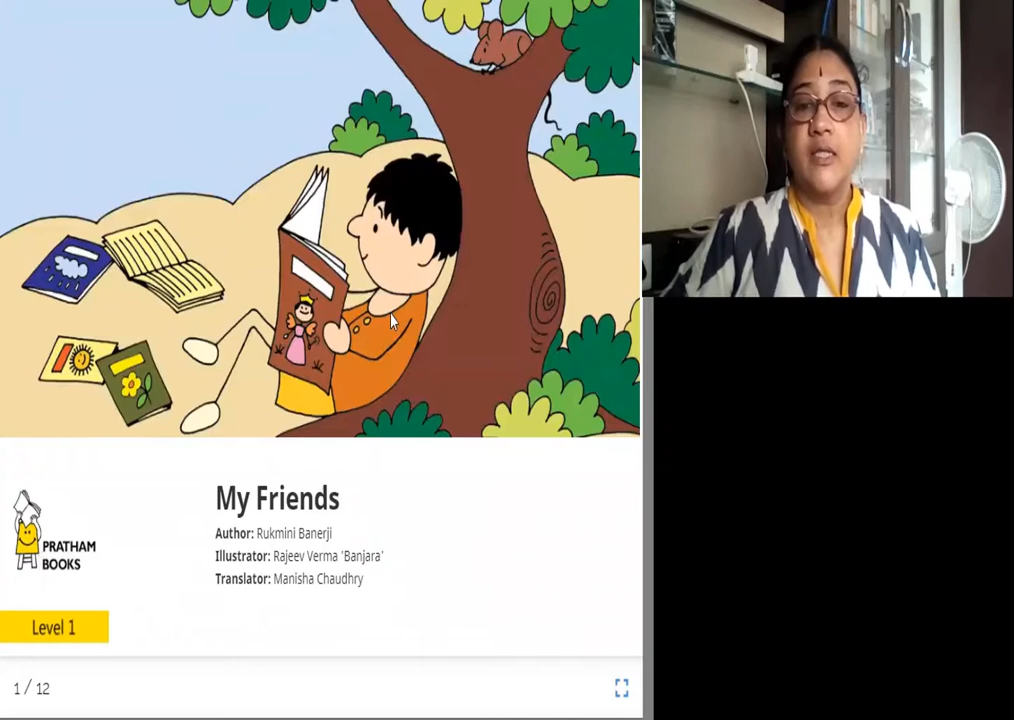 My Friends
Author: Rukmini Banerji
Illustrator: Rajeev Verma 'Banjara'
Translator: Manisha Chaudhry
PRATHAM
BOOKS
Level 1
1 / 12